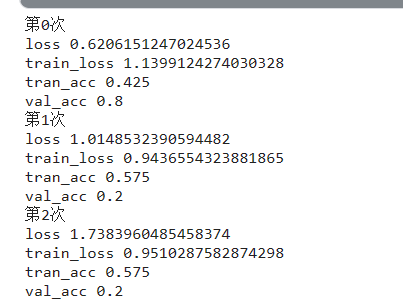 第0次
loss 0.6206151247024536
train_loss 1.1399124274030328
tran_acc 0.425
val_acc 0.8
第1次
loss 1.0148532390594482
train_loss 0.9436554323881865
tran_acc 0.575
val_acc 0.2
第2次
loss 1.7383960485458374
train_loss 0.9510287582874298
tran_acc 0.575
val_acc 0.2